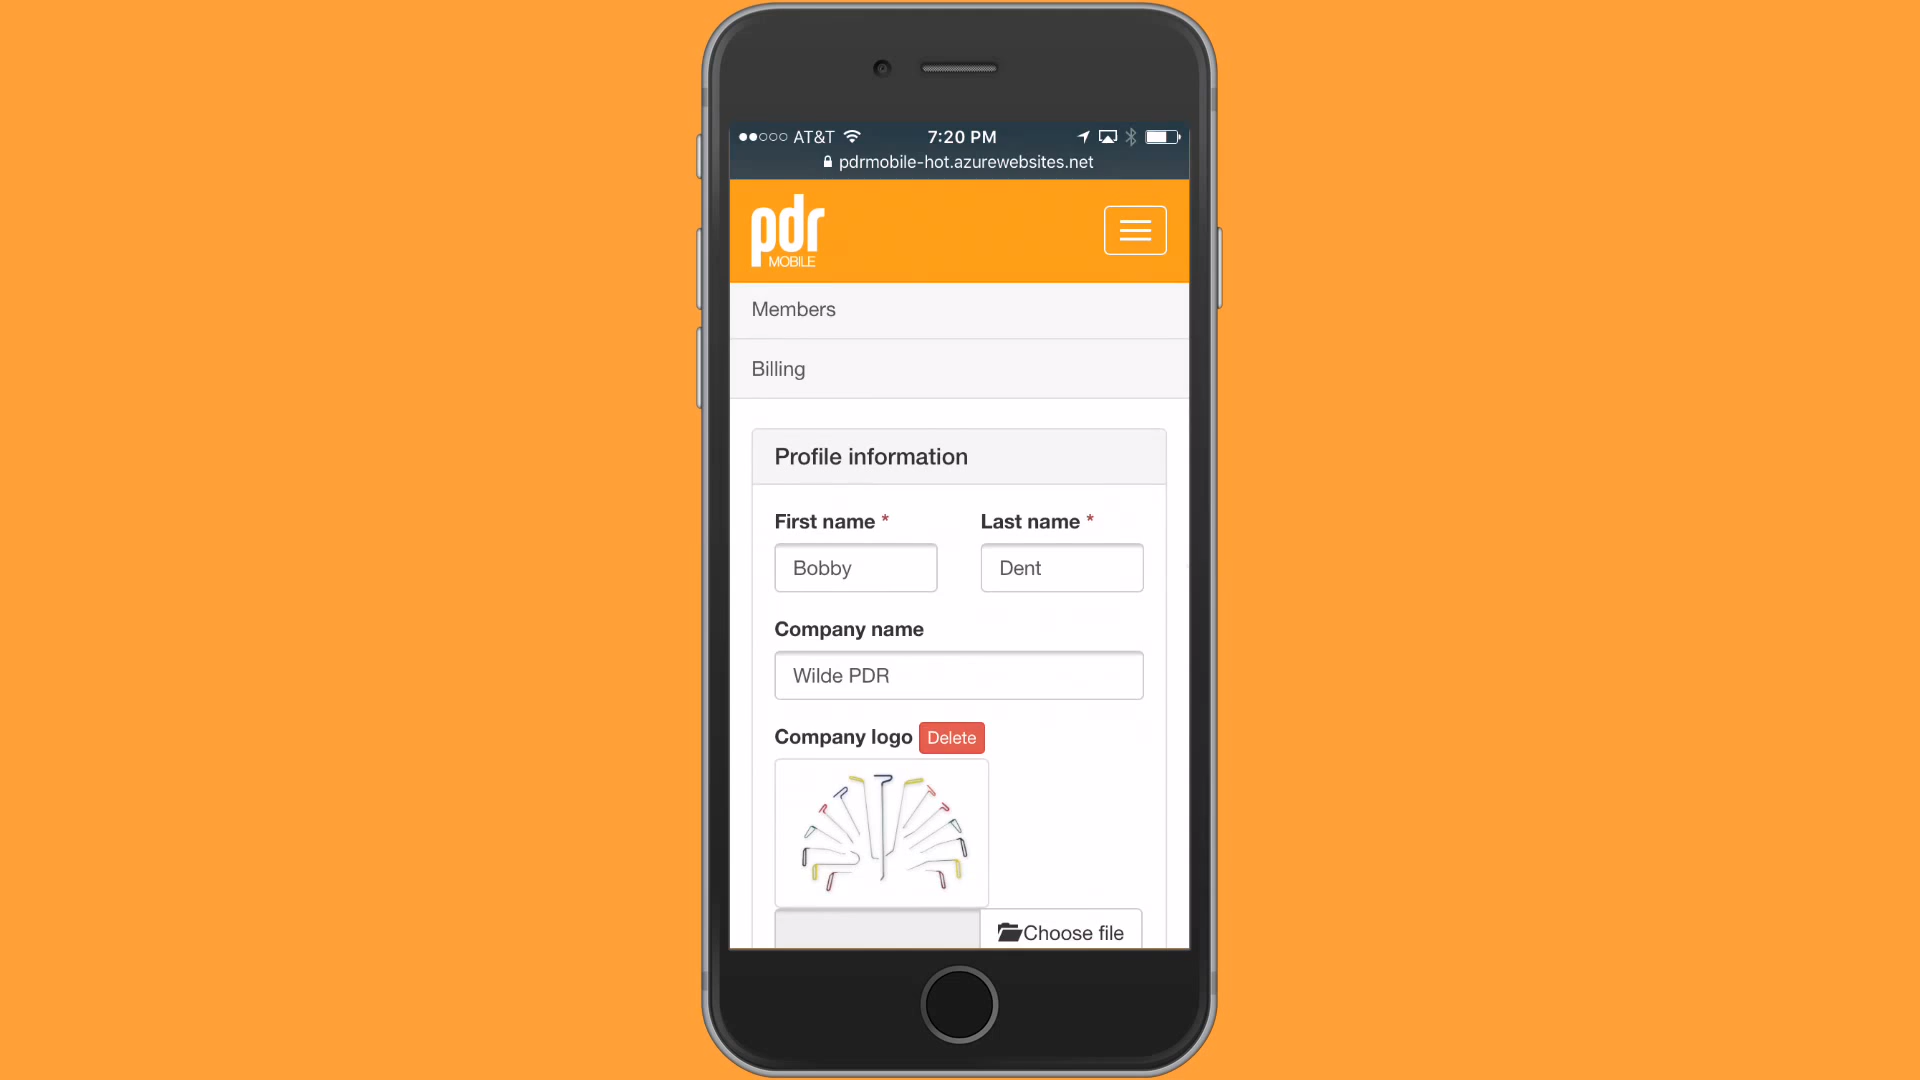 AT&T 7:20 PM
pdrmobile-hot.azurewebsites.net
pdr
MOBILE
Members
Billing
Profile information
First name * Last name *
Bobby Dent
Company name
Wilde PDR
Company logo Delete
Choose file